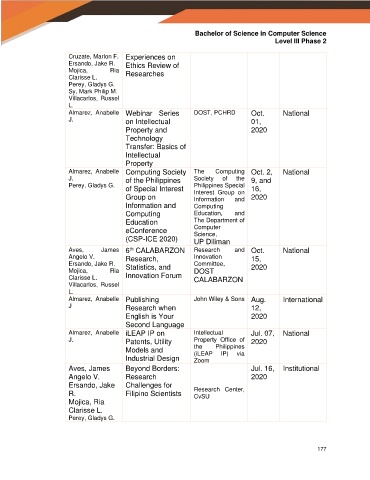 Bachelor of Science in Computer Science
Level III Phase 2
Cruzate, Marlon F.
Ersando, Jake R.
Mojica, Ria
Clarisse L.
Perey, Gladys G.
Sy, Mark Philip M.
Villacarlos, Russel
L.
Experiences on
Ethics Review of
Researches
Almarez, Anabelle
J.
Webinar Series
on Intellectual
Property and
Technology
Transfer: Basics of
Intellectual
Property
DOST, PCHRD
Oct.
01,
2020
National
Almarez, Anabelle
J.
Perey, Gladys G.
Computing Society
of the Philippines
of Special Interest
Group on
Information and
Computing
Education
eConference
(CSP-ICE 2020)
The Computing
Society of the
Philippines Special
Interest Group on
Information and
Computing
Education, and
The Department of
Computer
Science,
UP Diliman
Oct. 2,
9, and
16,
2020
National
Aves, James
Angelo V.
Ersando, Jake R.
Mojica, Ria
Clarisse L.
Villacarlos, Russel
L.
6th CALABARZON
Research,
Statistics, and
Innovation Forum
Research and
Innovation
Committee,
DOST
CALABARZON
Oct.
15,
2020
National
Almarez, Anabelle
J
Publishing
Research when
English is Your
Second Language
John Wiley & Sons
Aug.
12,
2020
International
Almarez, Anabelle
J.
iLEAP IP on
Patents, Utility
Models and
Industrial Design
Intellectual
Property Office of
the Philippines
(iLEAP IP) via
Zoom
Jul. 07,
2020
National
Aves, James
Angelo V.
Ersando, Jake
R.
Mojica, Ria
Clarisse L.
Perey, Gladys G.
Beyond Borders:
Research
Challenges for
Filipino Scientists
Research Center,
CvSU
Jul. 16,
2020
Institutional
177